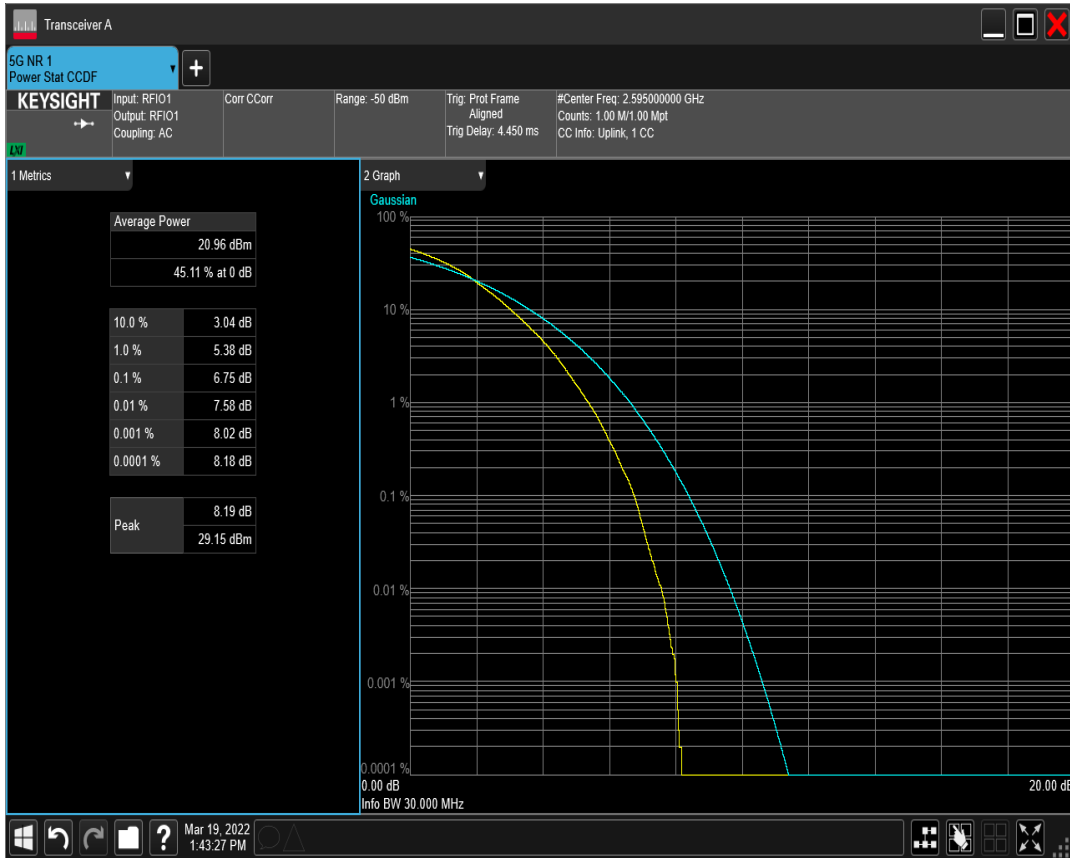 Transceiver A
5G NR 1
Power Stat CCDF
+
KEYSIGHT
LXI
Input: RFIO1
Output: RFIO1
Coupling: AC
Corr CCorr
Range: -50 dBm
Trig: Prot Frame
Aligned
Trig Delay: 4.450 ms
#Center Freq: 2.595000000 GHz
Counts: 1.00 M/1.00 Mpt
CC Info: Uplink, 1 CC
1 Metrics
Average Power
20.96 dBm
45.11 % at 0 dB
10.0 % 3.04 dB
1.0 % 5.38 dB
0.1 % 6.75 dB
0.01 % 7.58 dB
0.001 % 8.02 dB
0.0001 % 8.18 dB
Peak
8.19 dB
29.15 dBm
2 Graph
Gaussian
100 %
10 %
1 %
0.1 %
0.01 %
0.001 %
0.0001 %
0.00 dB 20.00 dB
Info BW 30.000 MHz
?
Mar 19, 2022
1:43:27 PM